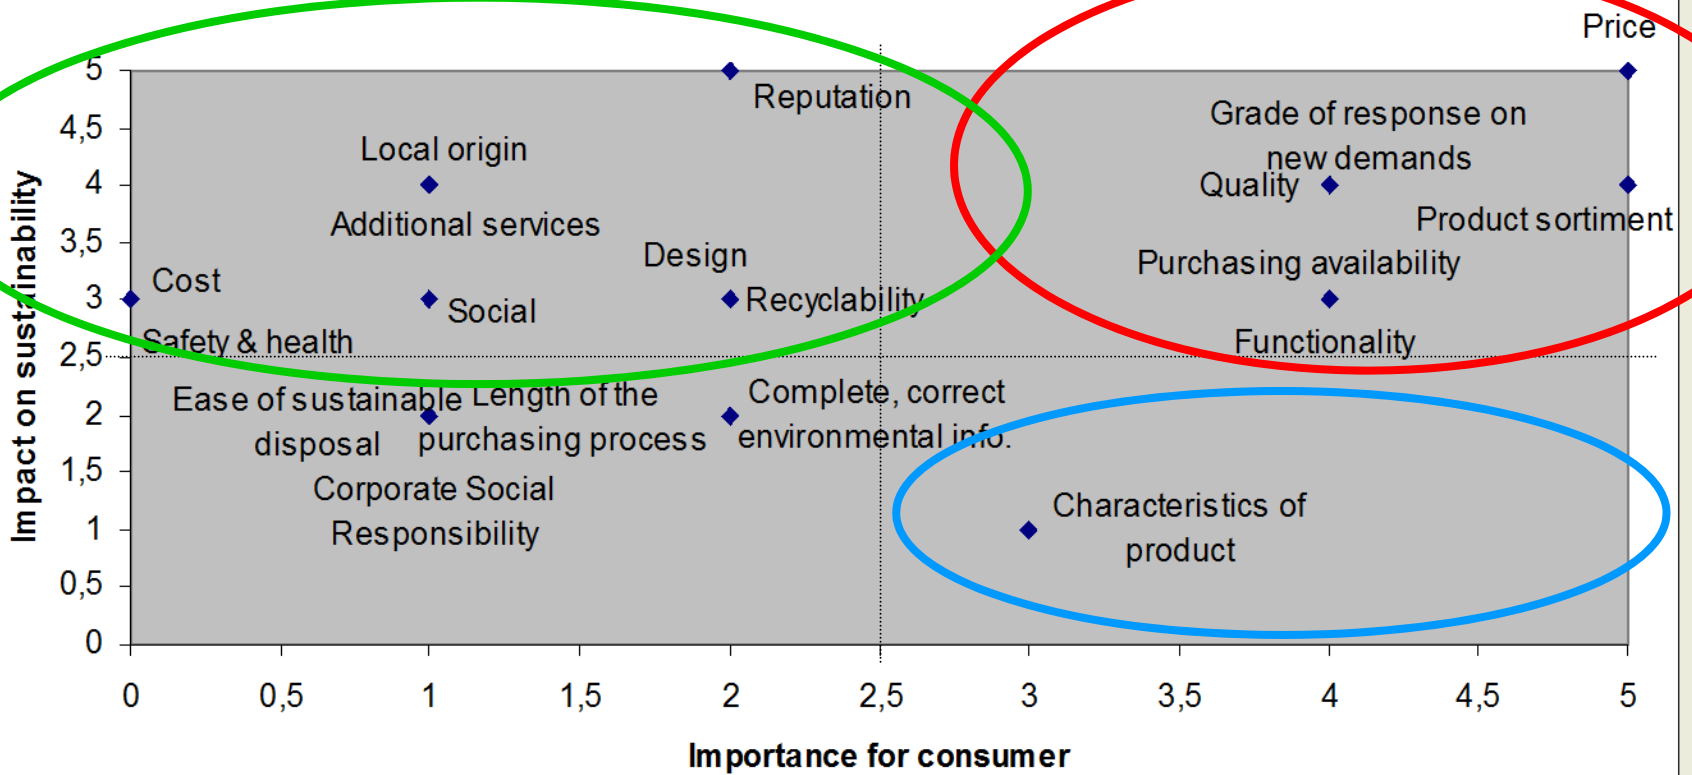 Price
5
Reputation
4,5
Grade of response on
new demands
Local origin
4
Quality
Additional services
Product sortiment
3,5
Design
Purchasing availability
Cost
3
Social
Recyclability
Safety & health
Functionality
2,5
Ease of sustainable
disposal
Length of the
purchasing process
Complete, correct
environmental info.
2
1,5
Corporate Social
Responsibility
Characteristics of
product
1
0,5
0
0 0,5 1 1,5 2 2,5 3 3,5 4 4,5 5
Impact on sustainability
Importance for consumer